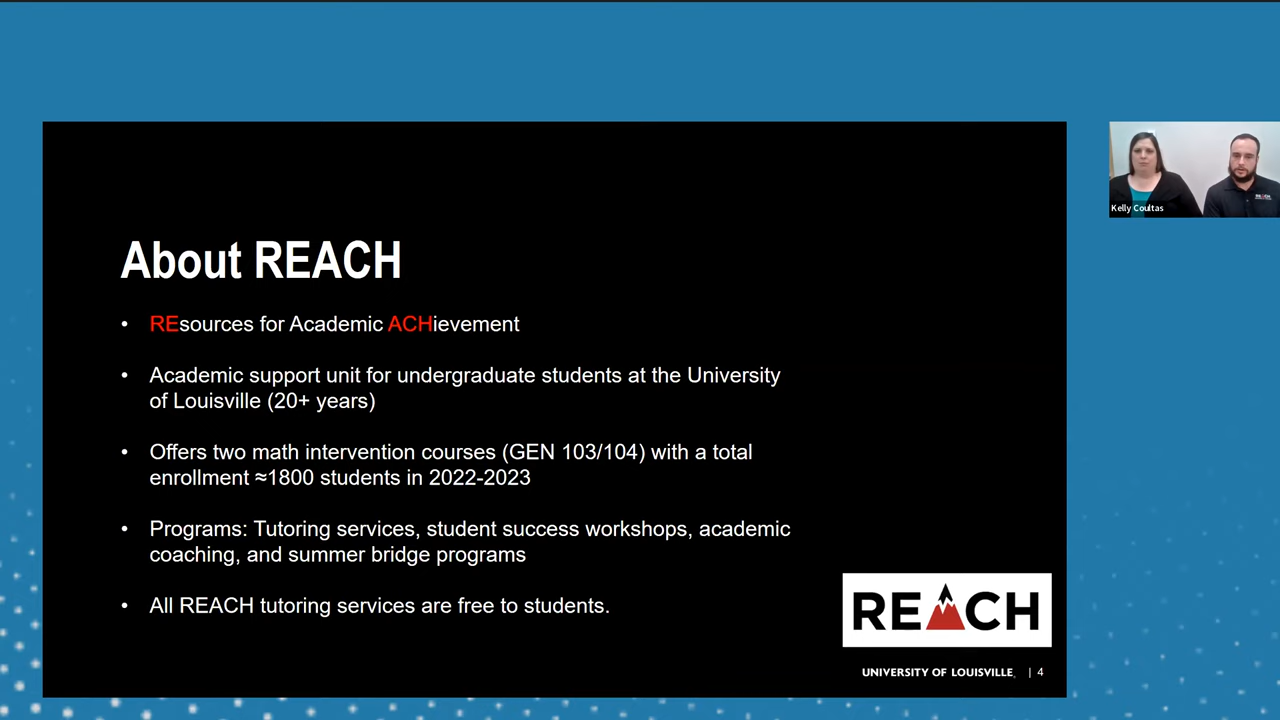 About REACH
• REsources for Academic ACHievement
• Academic support unit for undergraduate students at the University
of Louisville (20+ years)
• Offers two math intervention courses (GEN 103/104) with a total
enrollment ≈1800 students in 2022-2023
• Programs: Tutoring services, student success workshops, academic
coaching, and summer bridge programs
• All REACH tutoring services are free to students.
REACH
UNIVERSITY OF LOUISVILLE. | 4
Kelly Coultas
REACH